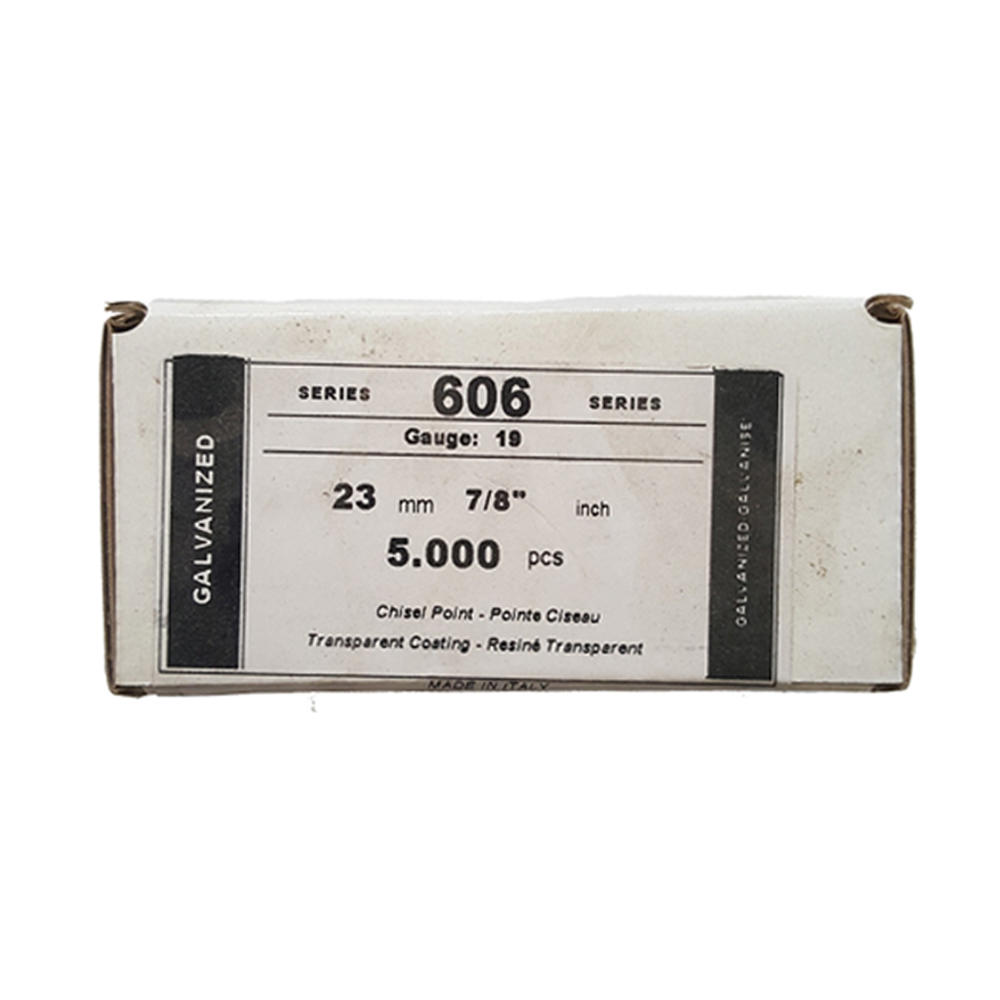 GALVANIZED
SERIES 606 SERIES
Gauge: 19
23 mm 7/8" inch
5.000 pcs
Chisel Point - Pointe Ciseau
Transparent Coating - Resiné Transparent
MADE IN ITALY
GALVANIZED GALVANISE